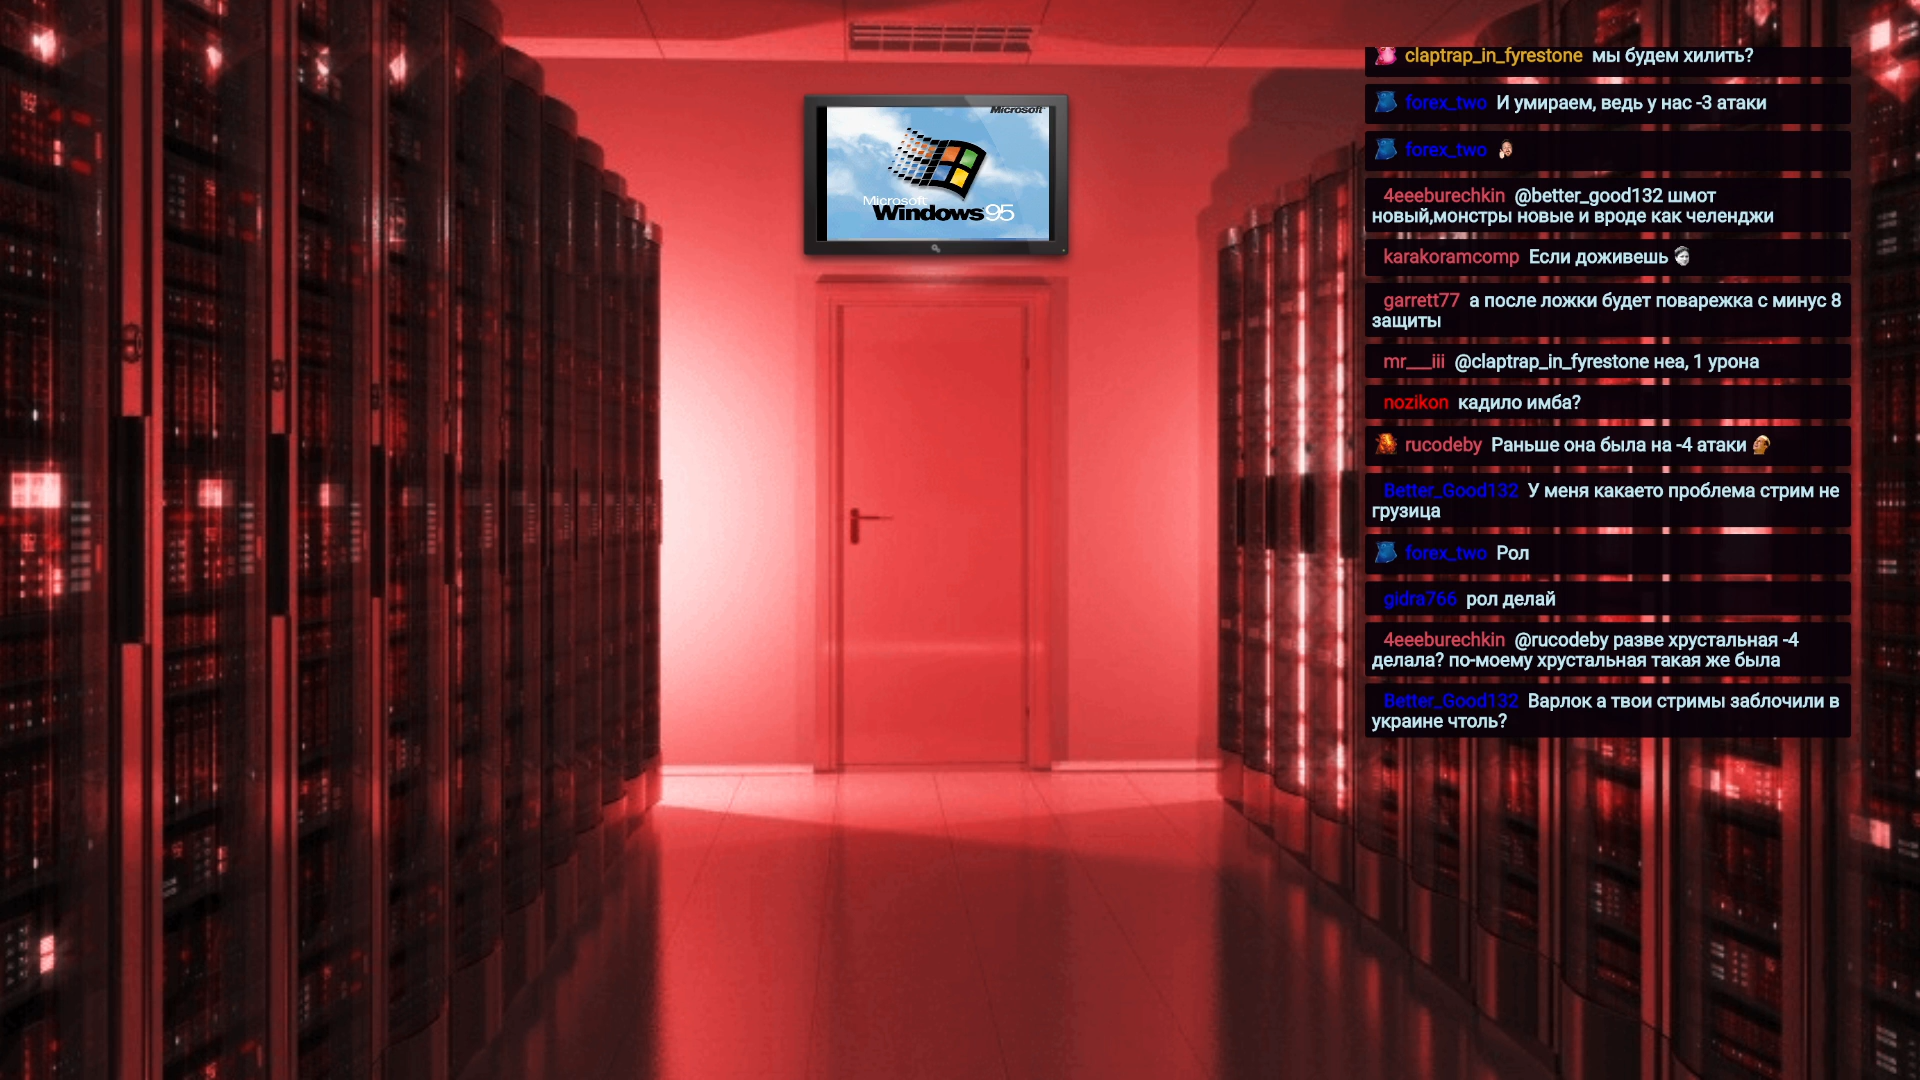 Microsoft
Microsoft
Windows 95
claptrap_in_fyrestone мы будем хилить?
forex_two И умираем, ведь у нас -3 атаки
forex_two
4eeeburechkin @better_good132 шмот
новый,монстры новые и вроде как челенджи
karakoramcomp Если доживешь
garrett77 а после ложки будет поварежка с минус 8
защиты
mr___iii @claptrap_in_fyrestone неа, 1 урона
nozikon кадило имба?
rucodeby Раньше она была на -4 атаки
Better_Good132 У меня какаето проблема стрим не
грузица
forex_two Рол
gidra766 рол делай
4eeeburechkin @rucodeby разве хрустальная -4
делала? по-моему хрустальная такая же была
Better_Good132 Варлок а твои стримы заблочили в
украине чтоль?